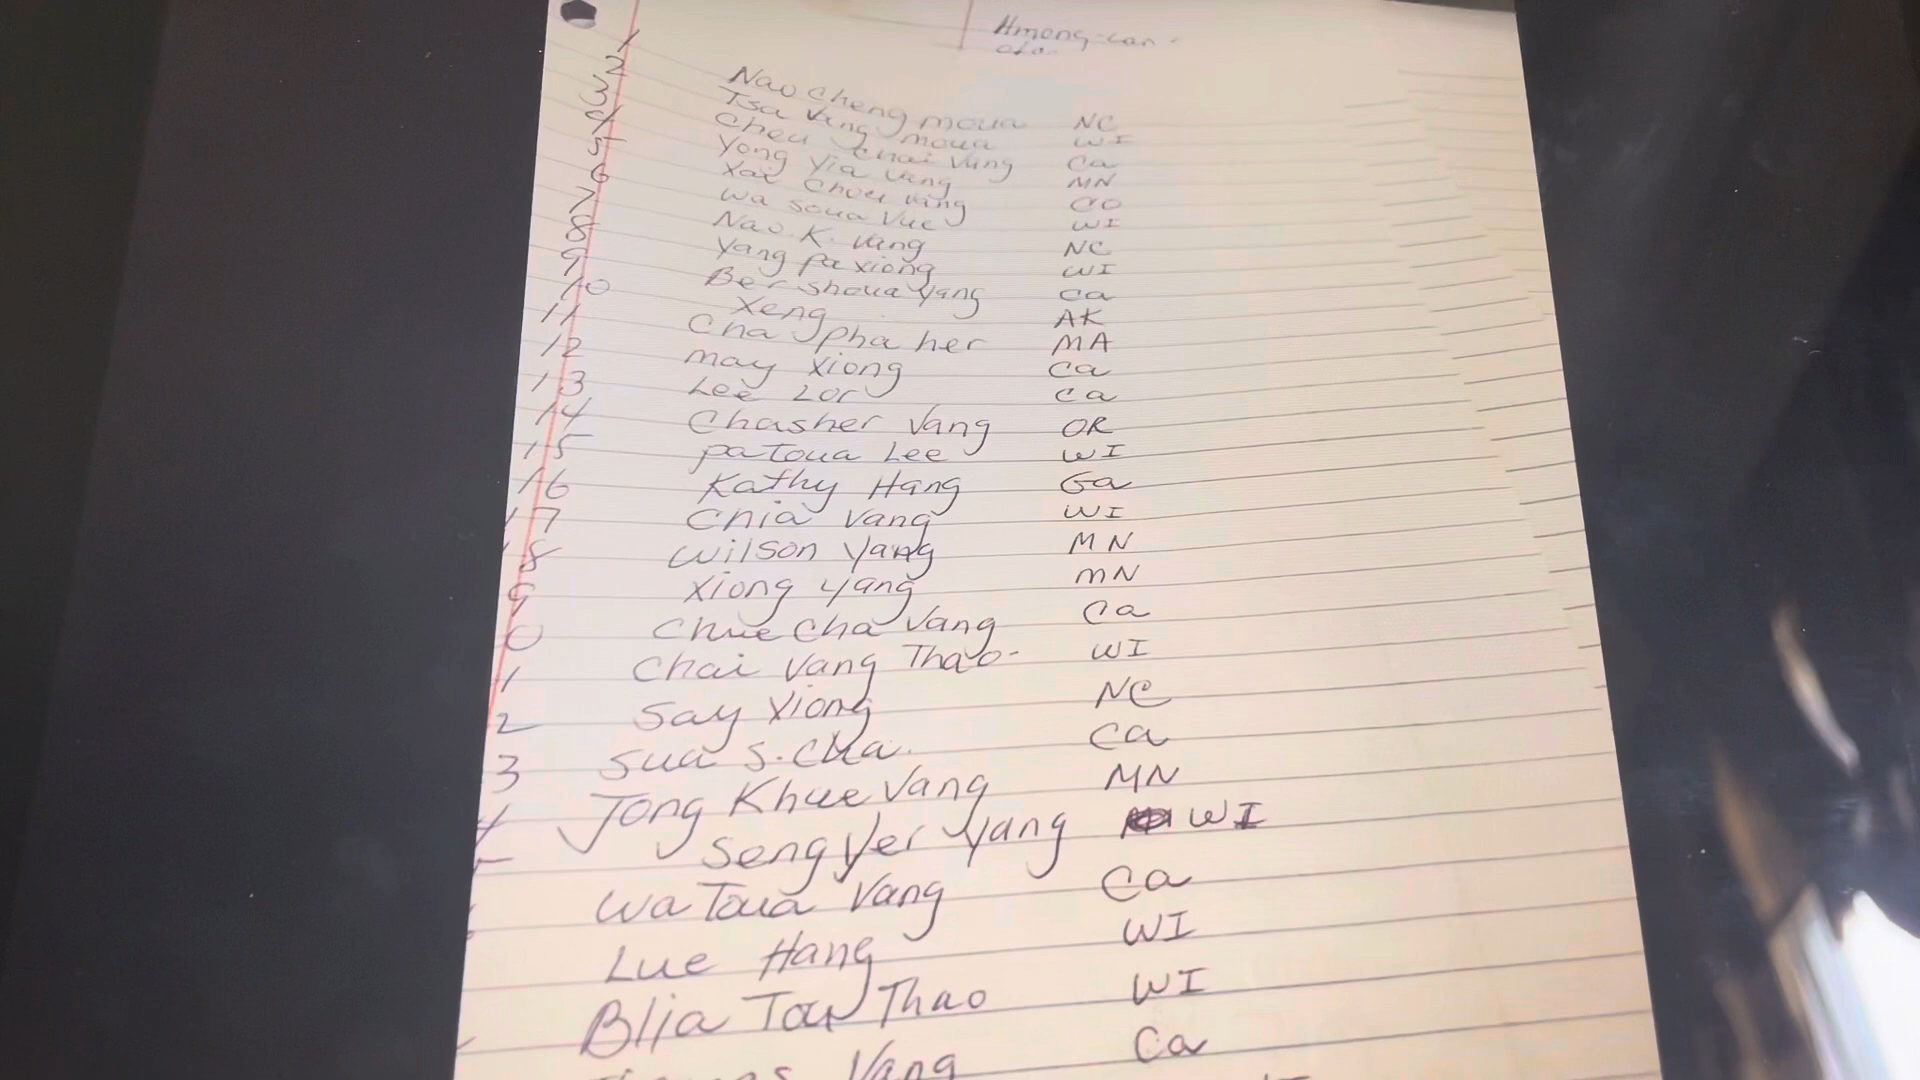 Hmong-can-
1
2 Nao cheng moua NC
3 Tsa Vang moua WI
4 Cheu chai Vang Ca
5 Yong Yia Vang MN
6 Xai Chou Vang CO
7 Wa Soua Vue WI
8 Nao K. Vang NC
9 Yang Pa Xiong WI
10 Ber Shoua Yang Ca
11 Xeng AK
12 Cha pha her MA
13 may Xiong Ca
14 Lee Lor Ca
15 Chasher Vang OR
16 pa Toua Lee WI
17 Kathy Hang Ga
8 Chia Vang WI
9 Wilson Yang MN
0 Xiong Yang MN
1 Chue Cha Vang Ca
2 Chai Vang Thao- WI
3 Say Xiong NC
Sua S. Cha. Ca
Jong Khue Vang MN
Seng Yer Yang WI
Wa Toua Vang Ca
Lue Hang WI
Blia Tou Thao WI
Vang Ca